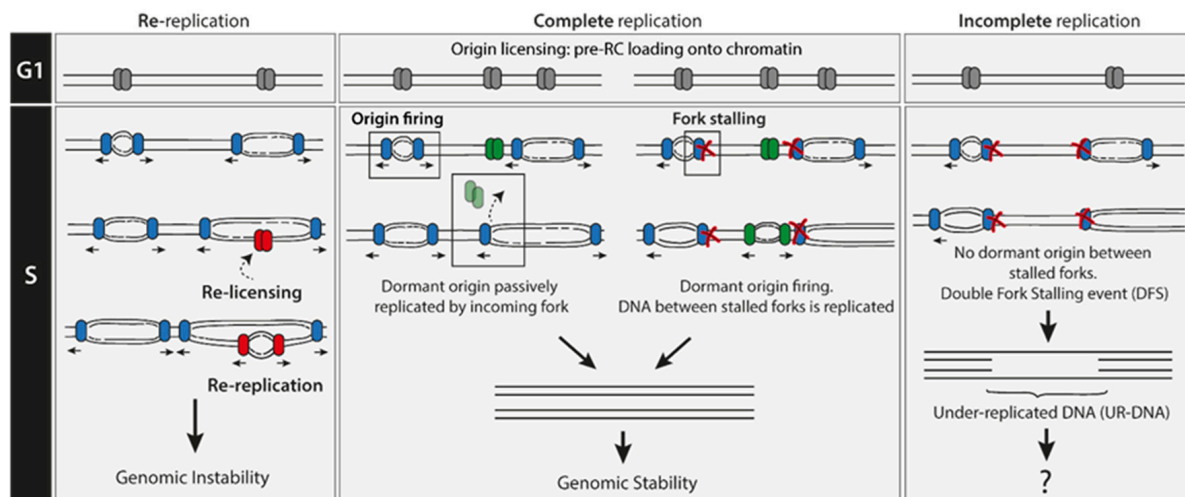 Re-replication
Complete replication
Incomplete replication
G1
Origin licensing: pre-RC loading onto chromatin
S
Re-licensing
Re-replication
Genomic Instability
Origin firing
Fork stalling
Dormant origin passively
replicated by incoming fork
Dormant origin firing.
DNA between stalled forks is replicated
Genomic Stability
No dormant origin between
stalled forks.
Double Fork Stalling event (DFS)
Under-replicated DNA (UR-DNA)
?